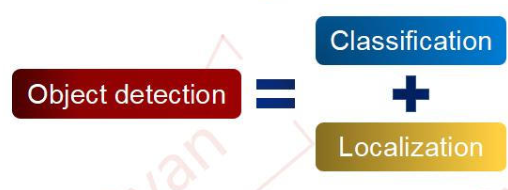 Classification
Object detection
=
+
Localization